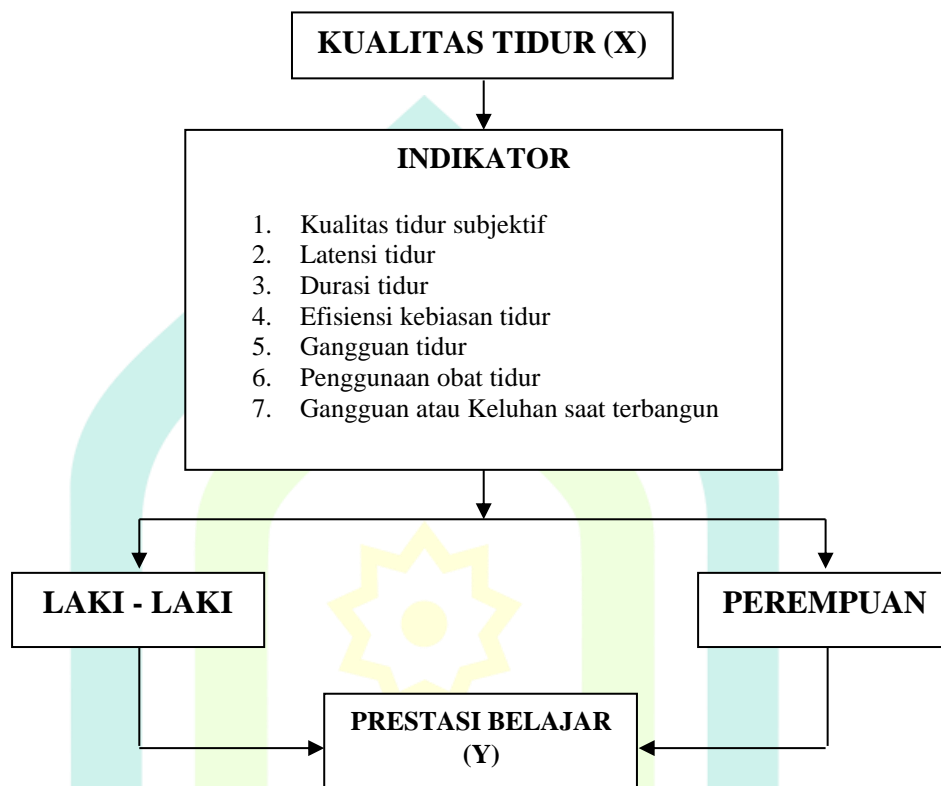 KUALITAS TIDUR (X)
INDIKATOR
1. Kualitas tidur subjektif
2. Latensi tidur
3. Durasi tidur
4. Efisiensi kebiasan tidur
5. Gangguan tidur
6. Penggunaan obat tidur
7. Gangguan atau Keluhan saat terbangun
LAKI - LAKI
PEREMPUAN
PRESTASI BELAJAR
(Y)